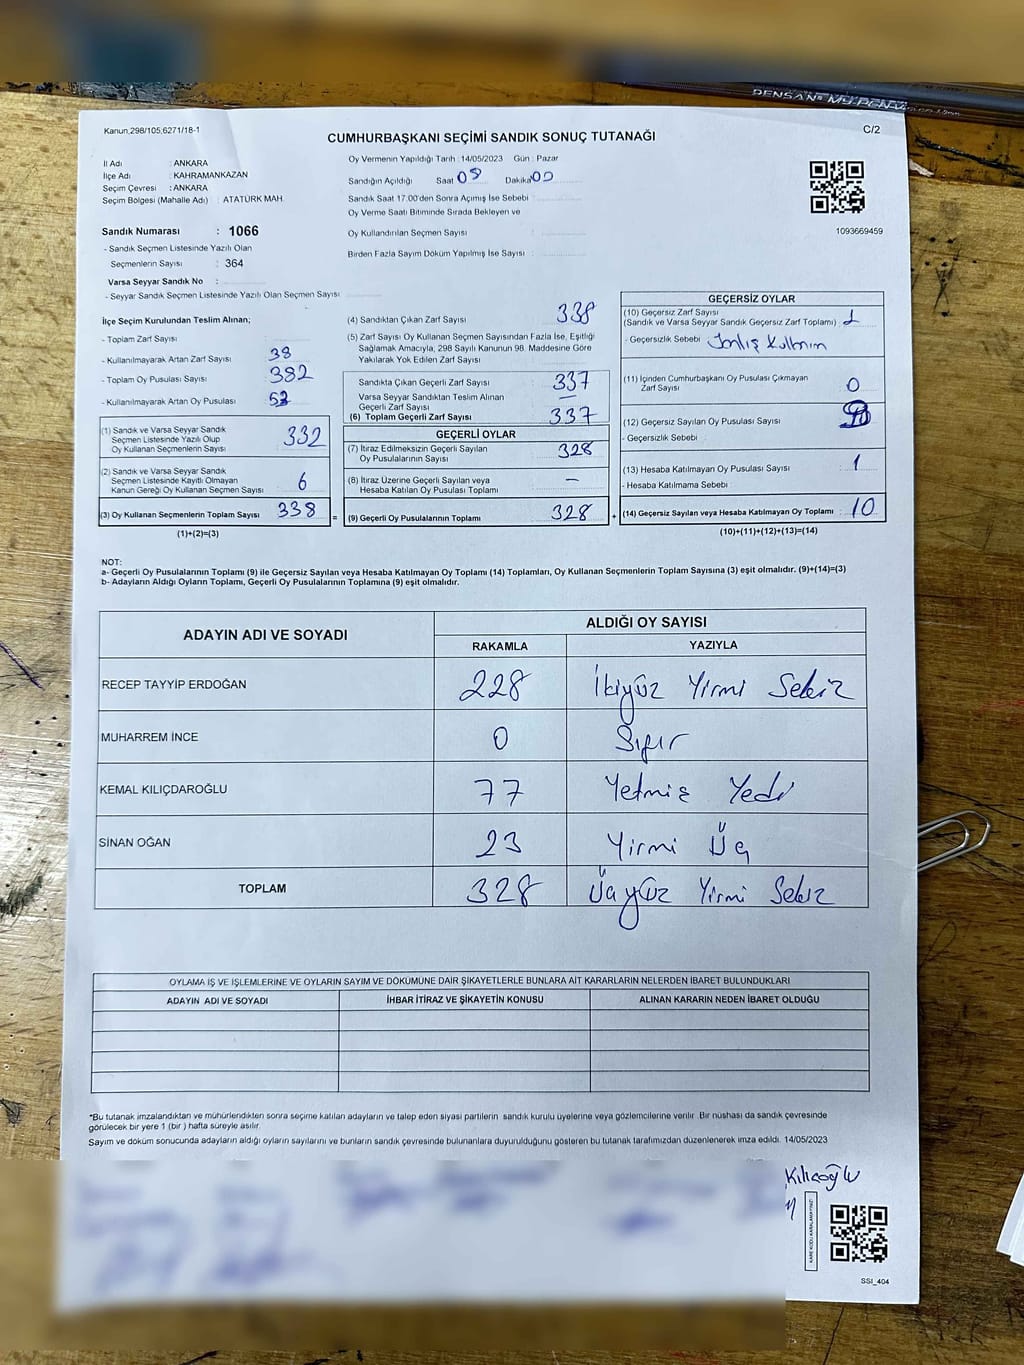 PENSAN® MY-PEN
Kanun,298/105,6271/18-1
C/2
CUMHURBAŞKANI SEÇİMİ SANDIK SONUÇ TUTANAĞI
İl Adı : ANKARA
İlçe Adı : KAHRAMANKAZAN
Seçim Çevresi : ANKARA
Seçim Bölgesi (Mahalle Adı) : ATATÜRK MAH.
Oy Vermenin Yapıldığı Tarih : 14/05/2023 Gün : Pazar
Sandığın Açıldığı Saat 08 Dakika 00
Sandık Saat 17.00'den Sonra Açımış İse Sebebi :
Oy Verme Saati Bitiminde Sırada Bekleyen ve
Oy Kullandırılan Seçmen Sayısı :
Birden Fazla Sayım Döküm Yapılmış İse Sayısı :
1093669459
Sandık Numarası : 1066
- Sandık Seçmen Listesinde Yazılı Olan
Seçmenlerin Sayısı : 364
Varsa Seyyar Sandık No :
- Seyyar Sandık Seçmen Listesinde Yazılı Olan Seçmen Sayısı :
İlçe Seçim Kurulundan Teslim Alınan;
- Toplam Zarf Sayısı :
- Kullanılmayarak Artan Zarf Sayısı : 38
- Toplam Oy Pusulası Sayısı : 382
- Kullanılmayarak Artan Oy Pusulası :
(1) Sandık ve Varsa Seyyar Sandık
Seçmen Listesinde Yazılı Olup
Oy Kullanan Seçmenlerin Sayısı : 332
(2) Sandık ve Varsa Seyyar Sandık
Seçmen Listesinde Kayıtlı Olmayan
Kanun Gereği Oy Kullanan Seçmen Sayısı : 6
(3) Oy Kullanan Seçmenlerin Toplam Sayısı : 338
(1)+(2)=(3)
=
(4) Sandıktan Çıkan Zarf Sayısı : 338
(5) Zarf Sayısı Oy Kullanan Seçmen Sayısından Fazla İse, Eşitliği
Sağlamak Amacıyla, 298 Sayılı Kanunun 98. Maddesine Göre
Yakılarak Yok Edilen Zarf Sayısı :
Sandıkta Çıkan Geçerli Zarf Sayısı : 337
Varsa Seyyar Sandıktan Teslim Alınan
Geçerli Zarf Sayısı : —
(6) Toplam Geçerli Zarf Sayısı : 337
GEÇERLİ OYLAR
(7) İtiraz Edilmeksizin Geçerli Sayılan
Oy Pusulalarının Sayısı : 328
(8) İtiraz Üzerine Geçerli Sayılan veya
Hesaba Katılan Oy Pusulası Toplamı : —
(9) Geçerli Oy Pusulalarının Toplamı : 328
+
GEÇERSİZ OYLAR
(10) Geçersiz Zarf Sayısı
(Sandık ve Varsa Seyyar Sandık Geçersiz Zarf Toplamı) : 1
- Geçersizlik Sebebi :
(11) İçinden Cumhurbaşkanı Oy Pusulası Çıkmayan
Zarf Sayısı : 0
(12) Geçersiz Sayılan Oy Pusulası Sayısı :
- Geçersizlik Sebebi :
(13) Hesaba Katılmayan Oy Pusulası Sayısı : 1
- Hesaba Katılmama Sebebi :
(14) Geçersiz Sayılan veya Hesaba Katılmayan Oy Toplamı : 10
(10)+(11)+(12)+(13)=(14)
NOT:
a- Geçerli Oy Pusulalarının Toplamı (9) ile Geçersiz Sayılan veya Hesaba Katılmayan Oy Toplamı (14) Toplamları, Oy Kullanan Seçmenlerin Toplam Sayısına (3) eşit olmalıdır. (9)+(14)=(3)
b- Adayların Aldığı Oyların Toplamı, Geçerli Oy Pusulalarının Toplamına (9) eşit olmalıdır.
ADAYIN ADI VE SOYADI
ALDIĞI OY SAYISI
RAKAMLA YAZIYLA
RECEP TAYYİP ERDOĞAN 228 İkiyüz Yirmi Sekiz
MUHARREM İNCE 0 Sıfır
KEMAL KILIÇDAROĞLU 77 Yetmiş Yedi
SİNAN OĞAN 23 Yirmi Üç
TOPLAM 328 Üçyüz Yirmi Sekiz
OYLAMA İŞ VE İŞLEMLERİNE VE OYLARIN SAYIM VE DÖKÜMÜNE DAİR ŞİKAYETLERLE BUNLARA AİT KARARLARIN NELERDEN İBARET BULUNDUKLARI
ADAYIN ADI VE SOYADI İHBAR İTİRAZ VE ŞİKAYETİN KONUSU ALINAN KARARIN NEDEN İBARET OLDUĞU
*Bu tutanak imzalandıktan ve mühürlendikten sonra seçime katılan adayların ve talep eden siyasi partilerin sandık kurulu üyelerine veya gözlemcilerine verilir. Bir nüshası da sandık çevresinde
görülecek bir yere 1 (bir ) hafta süreyle asılır.
Sayım ve döküm sonucunda adayların aldığı oyların sayılarını ve bunların sandık çevresinde bulunanlara duyurulduğunu gösteren bu tutanak tarafımızdan düzenlenerek imza edildi. 14/05/2023
SSI_404